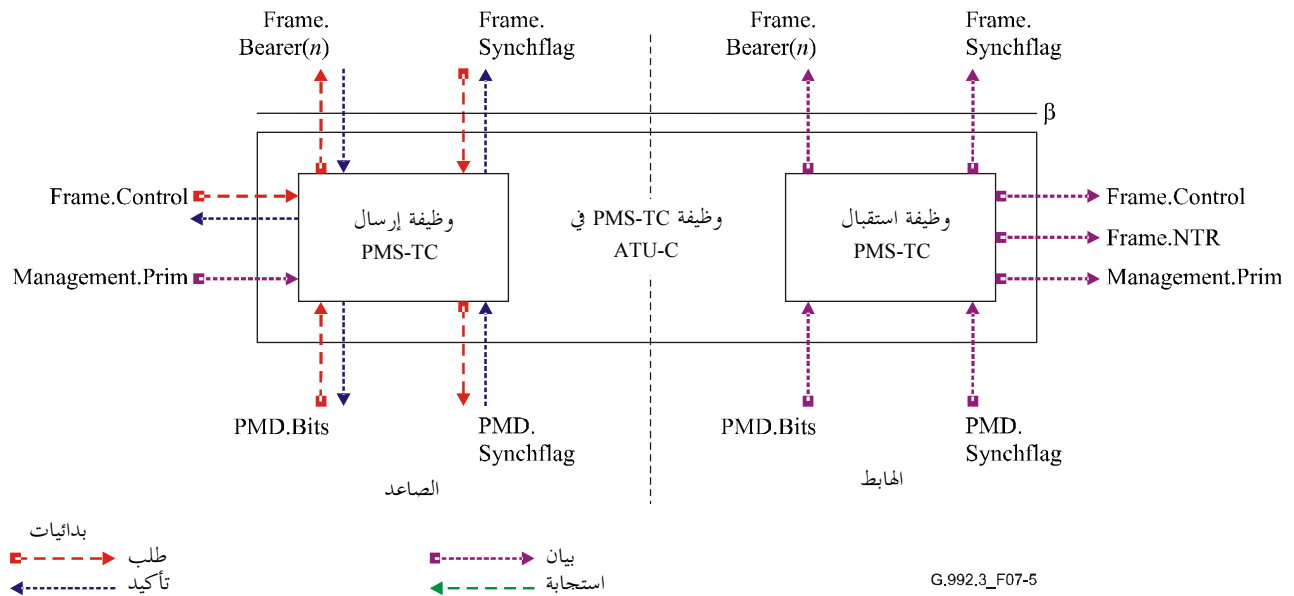 Frame.
Bearer(n)
Frame.
Synchflag
Frame.
Bearer(n)
Frame.
Synchflag
β
Frame.Control
Management.Prim
وظيفة إرسال
PMS-TC
وظيفة PMS-TC في
ATU-C
وظيفة استقبال
PMS-TC
Frame.Control
Frame.NTR
Management.Prim
PMD.Bits
PMD.
Synchflag
PMD.Bits
PMD.
Synchflag
الصاعد
الهابط
بدائيات
طلب
تأكيد
بيان
استجابة
G.992.3_F07-5